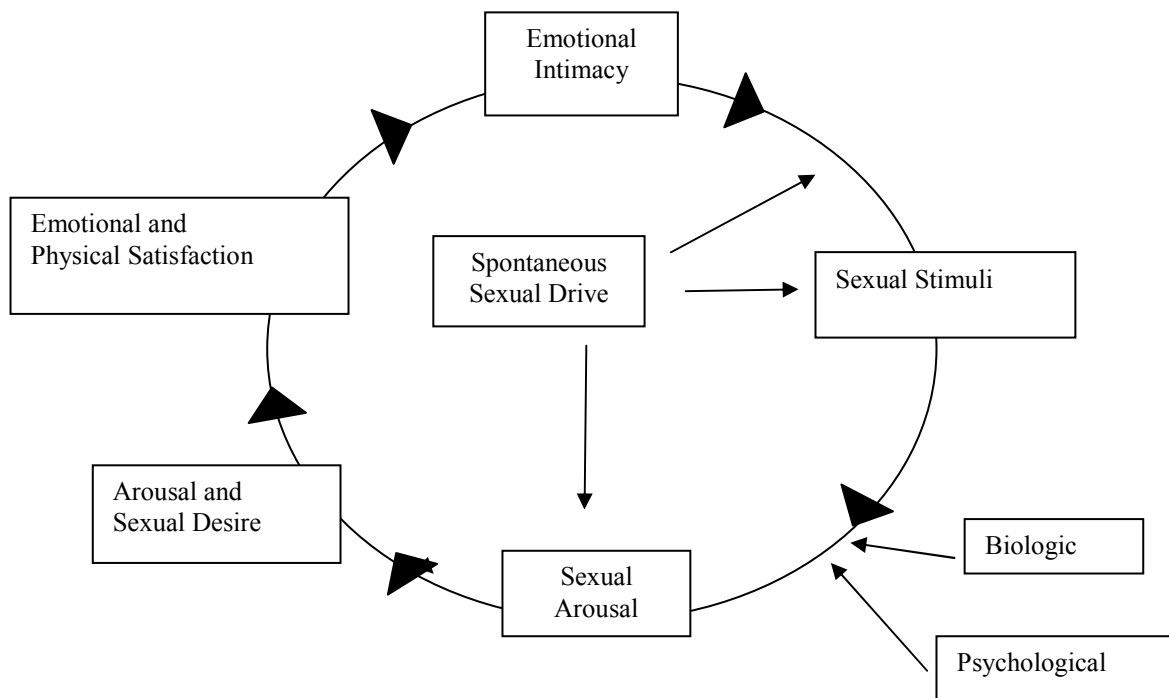 Emotional
Intimacy
Emotional and
Physical Satisfaction
Spontaneous
Sexual Drive
Sexual Stimuli
Arousal and
Sexual Desire
Sexual
Arousal
Biologic
Psychological